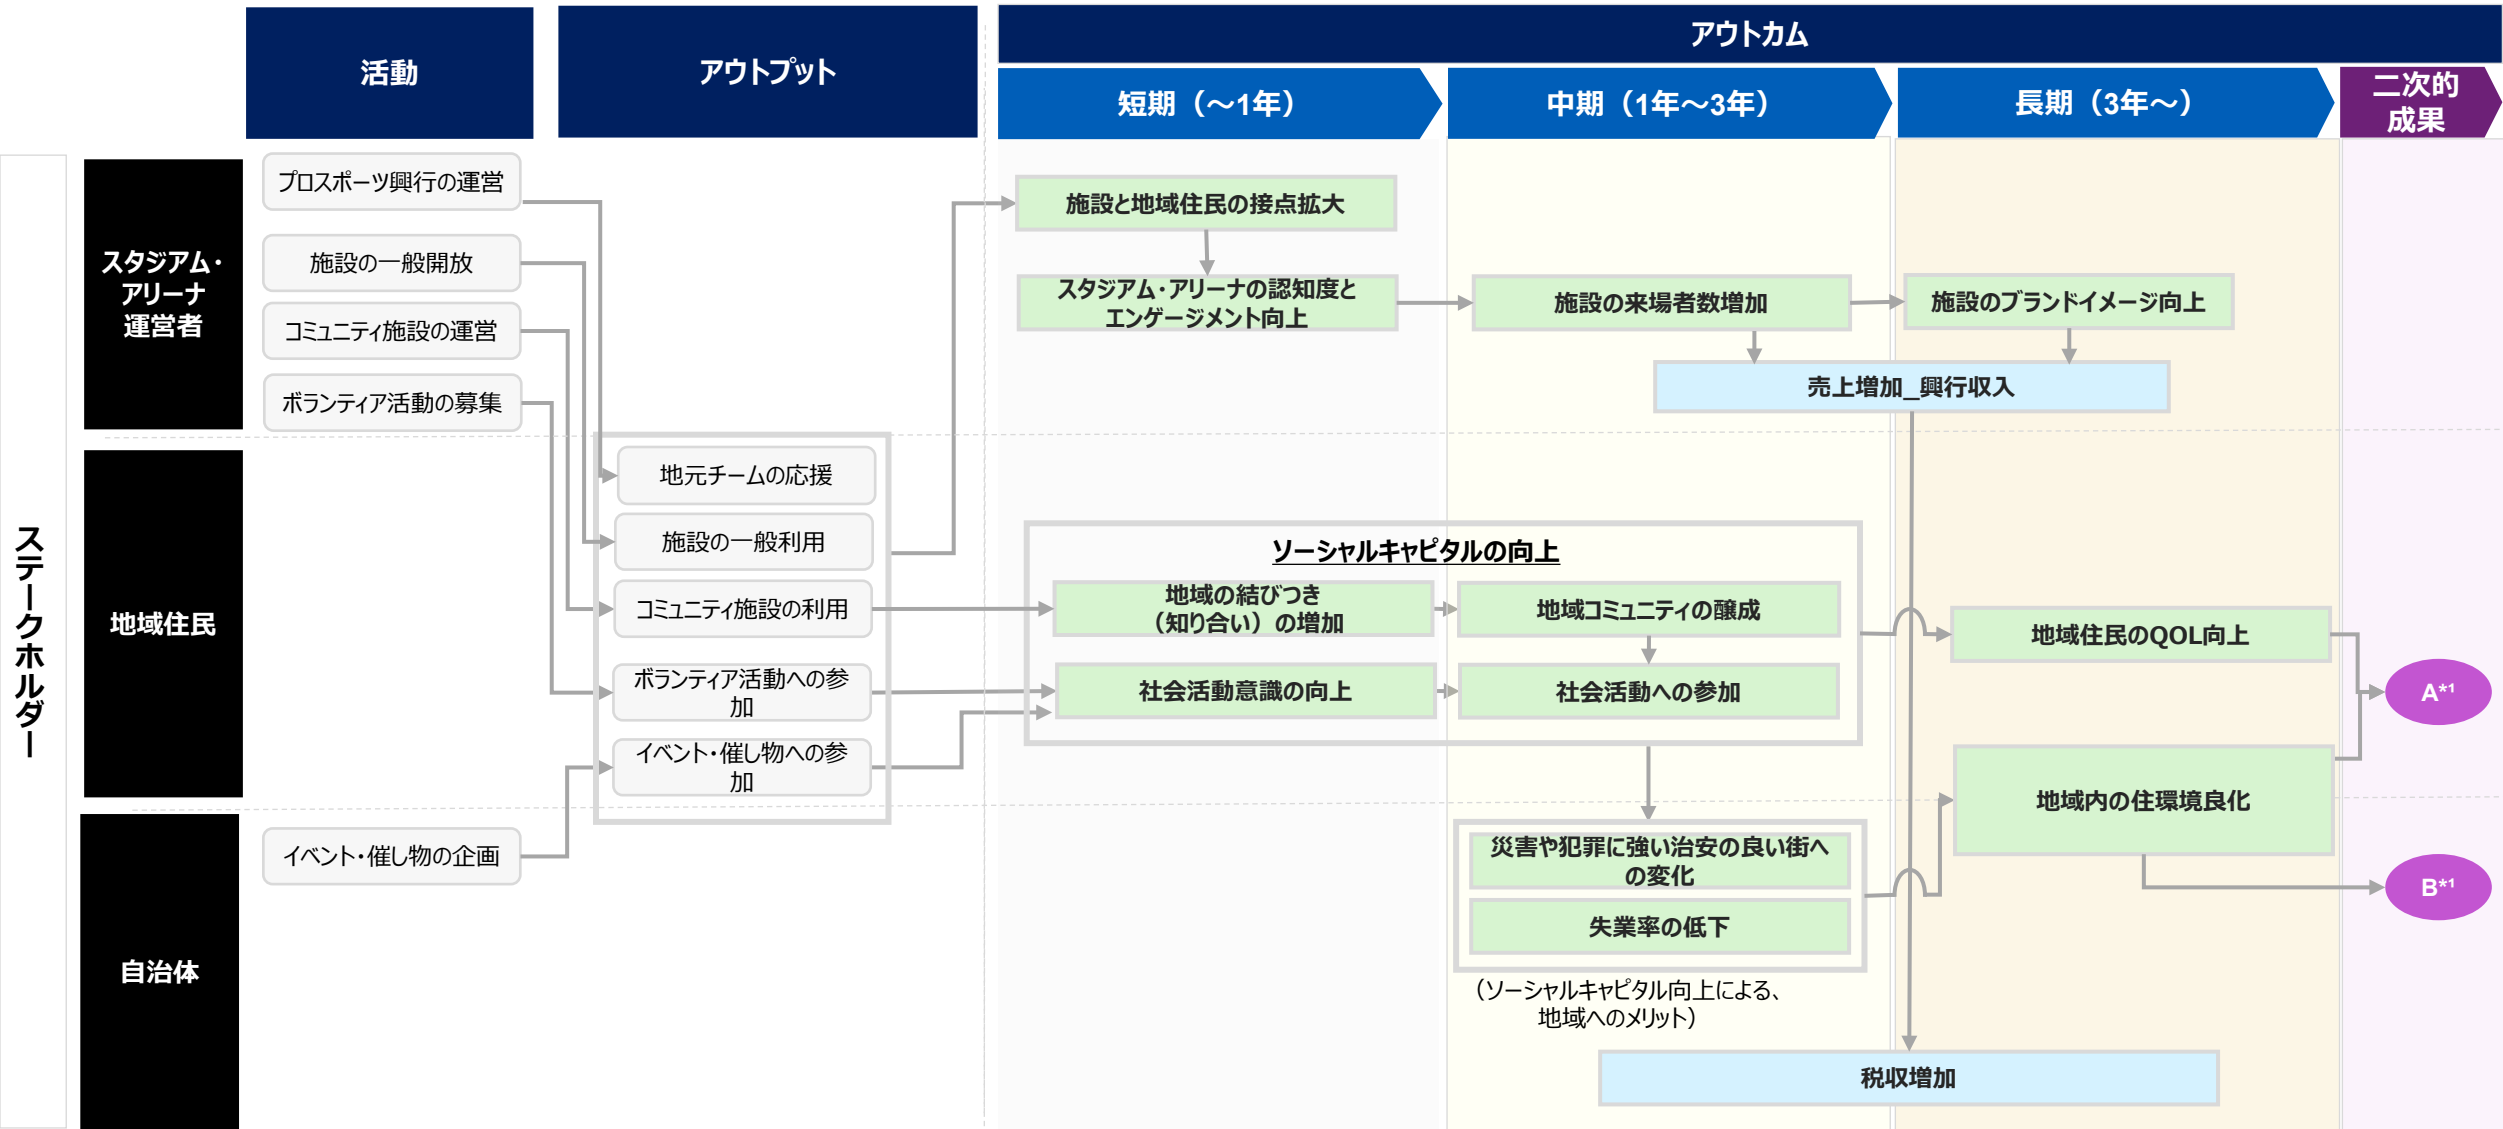 活動
アウトプット
アウトカム
短期（～1年）
中期（1年～3年）
長期（3年～）
二次的
成果
ステークホルダー
スタジアム・
アリーナ
運営者
プロスポーツ興行の運営
施設の一般開放
コミュニティ施設の運営
ボランティア活動の募集
施設と地域住民の接点拡大
スタジアム・アリーナの認知度と
エンゲージメント向上
施設の来場者数増加
施設のブランドイメージ向上
売上増加_興行収入
地域住民
地元チームの応援
施設の一般利用
コミュニティ施設の利用
ボランティア活動への参
加
イベント・催し物への参
加
ソーシャルキャピタルの向上
地域の結びつき
（知り合い）の増加
地域コミュニティの醸成
社会活動意識の向上
社会活動への参加
地域住民のQOL向上
A*¹
地域内の住環境良化
自治体
イベント・催し物の企画
災害や犯罪に強い治安の良い街へ
の変化
失業率の低下
B*¹
（ソーシャルキャピタル向上による、
地域へのメリット）
税収増加